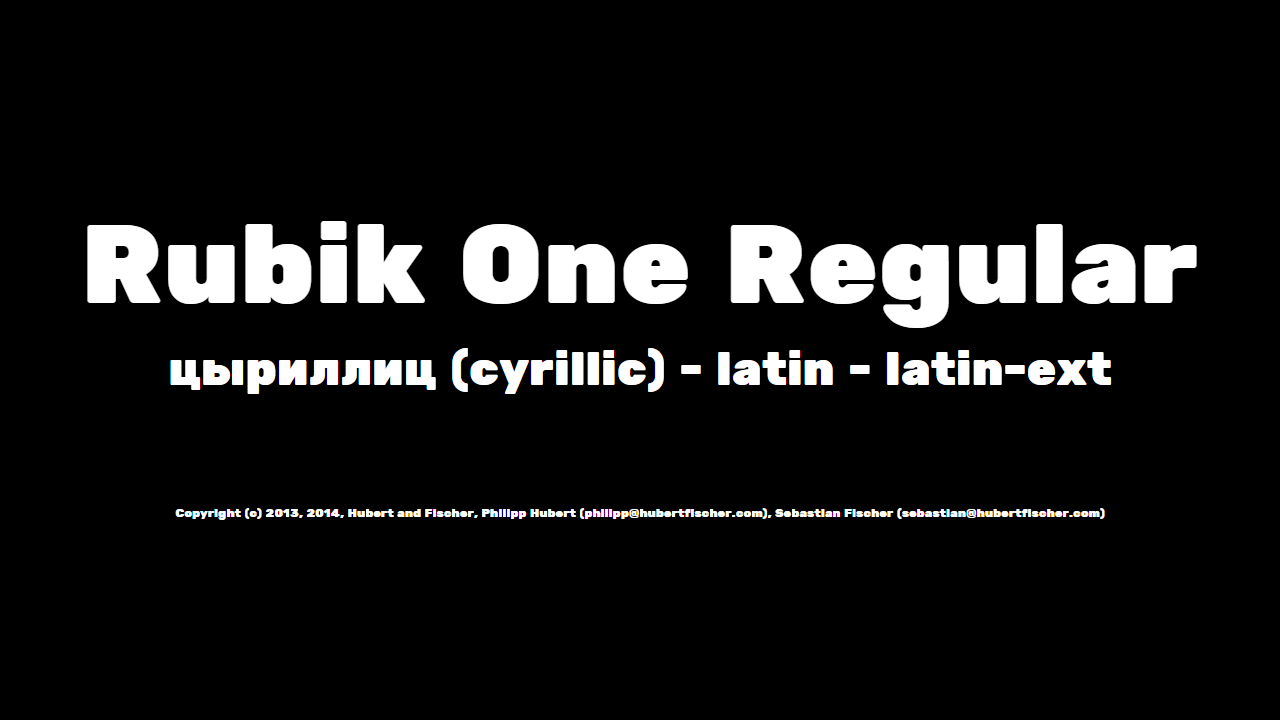 Rubik One Regular
цыриллиц (cyrillic) - latin - latin-ext
Copyright (c) 2013, 2014, Hubert and Fischer, Philipp Hubert (philipp@hubertfischer.com), Sebastian Fischer (sebastian@hubertfischer.com)